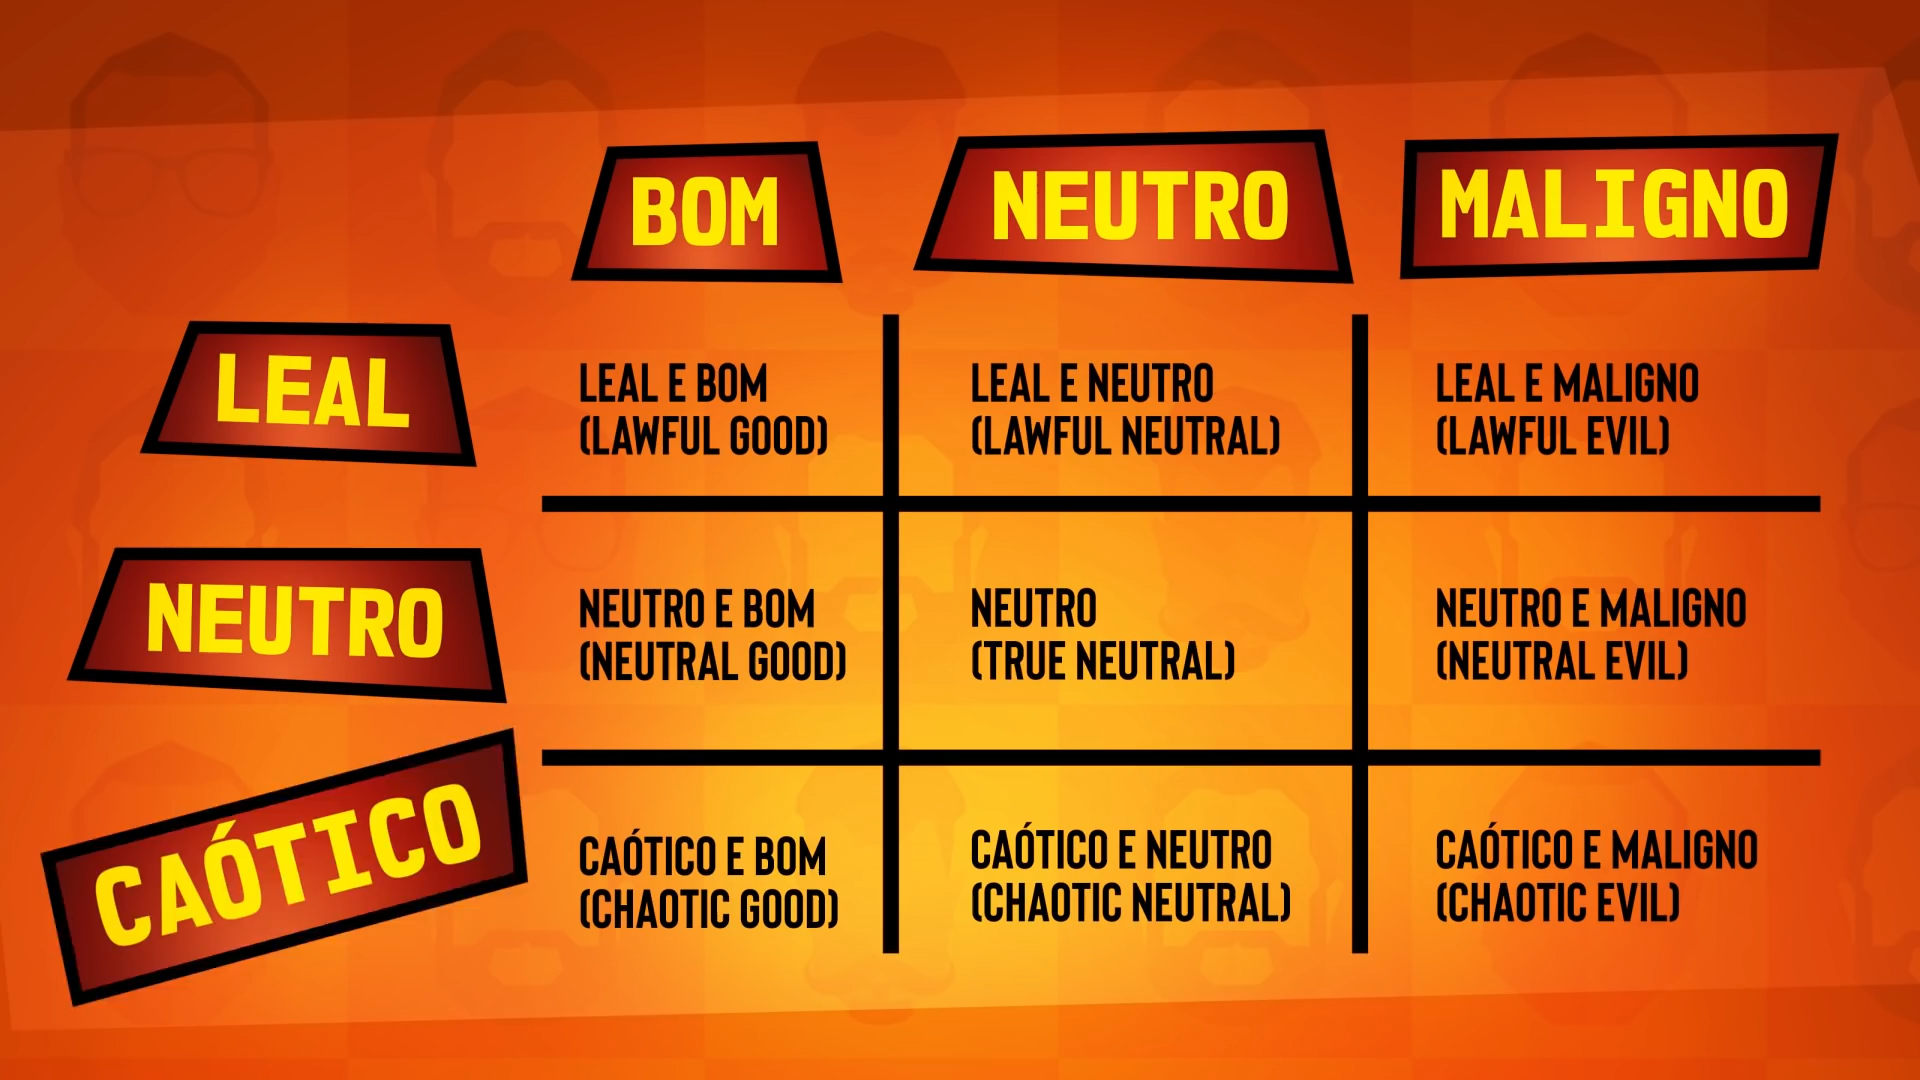 BOM
NEUTRO
MALIGNO
LEAL
LEAL E BOM
(LAWFUL GOOD)
LEAL E NEUTRO
(LAWFUL NEUTRAL)
LEAL E MALIGNO
(LAWFUL EVIL)
NEUTRO
NEUTRO E BOM
(NEUTRAL GOOD)
NEUTRO
(TRUE NEUTRAL)
NEUTRO E MALIGNO
(NEUTRAL EVIL)
CAÓTICO
CAÓTICO E BOM
(CHAOTIC GOOD)
CAÓTICO E NEUTRO
(CHAOTIC NEUTRAL)
CAÓTICO E MALIGNO
(CHAOTIC EVIL)